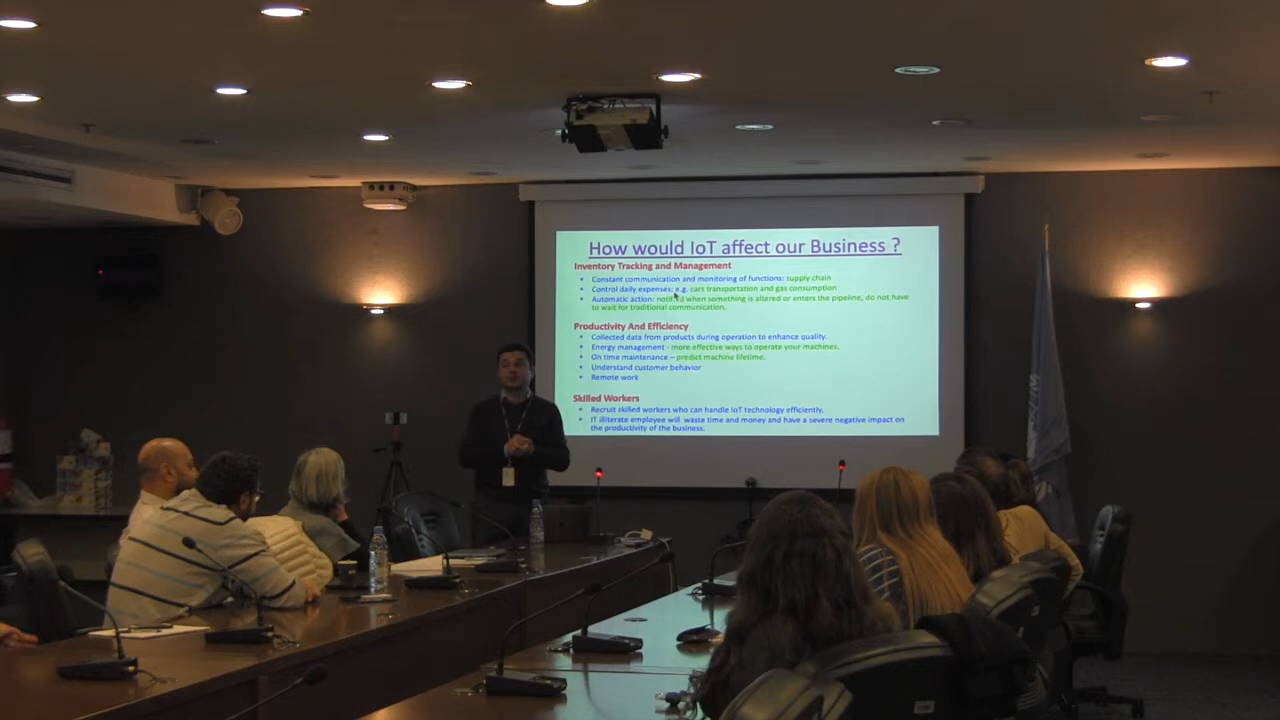 How would IoT affect our Business ?
Inventory Tracking and Management
• Constant communication and monitoring of functions: supply chain
• Control daily expenses: e.g. cars transportation and gas consumption
• Automatic action: notified when something is altered or enters the pipeline, do not have
to wait for traditional communication.
Productivity And Efficiency
• Collected data from products during operation to enhance quality.
• Energy management - more effective ways to operate your machines.
• On time maintenance – predict machine lifetime.
• Understand customer behavior
• Remote work
Skilled Workers
• Recruit skilled workers who can handle IoT technology efficiently.
• IT illiterate employee will waste time and money and have a severe negative impact on
the productivity of the business.